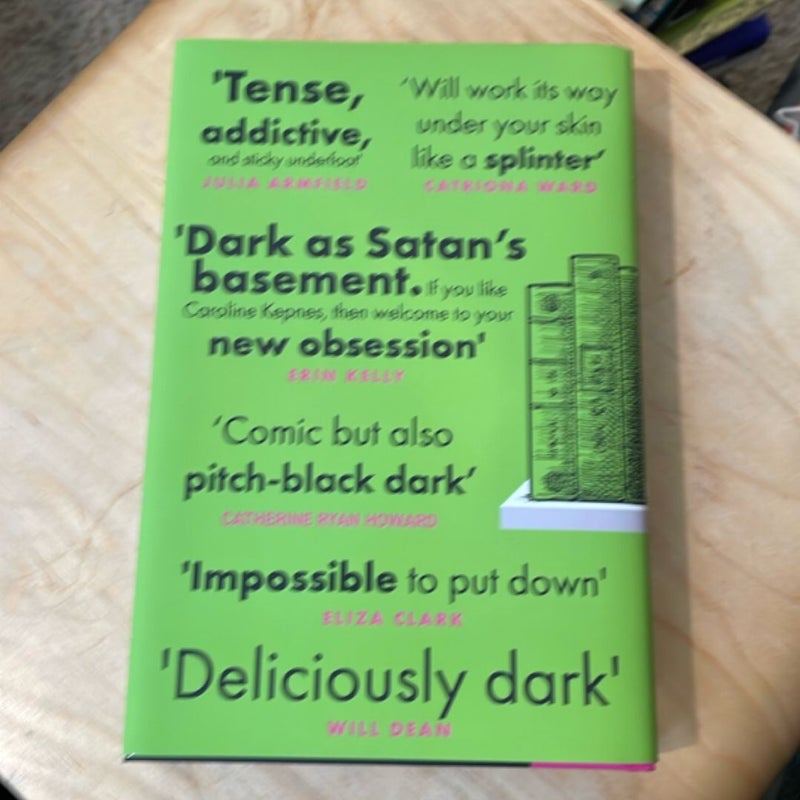 'Tense,
addictive,
and sticky underfoot'
JULIA ARMFIELD
'Will work its way
under your skin
like a splinter'
CATRIONA WARD
'Dark as Satan's
basement. If you like
Caroline Kepnes, then welcome to your
new obsession'
ERIN KELLY
'Comic but also
pitch-black dark'
CATHERINE RYAN HOWARD
'Impossible to put down'
ELIZA CLARK
'Deliciously dark'
WILL DEAN